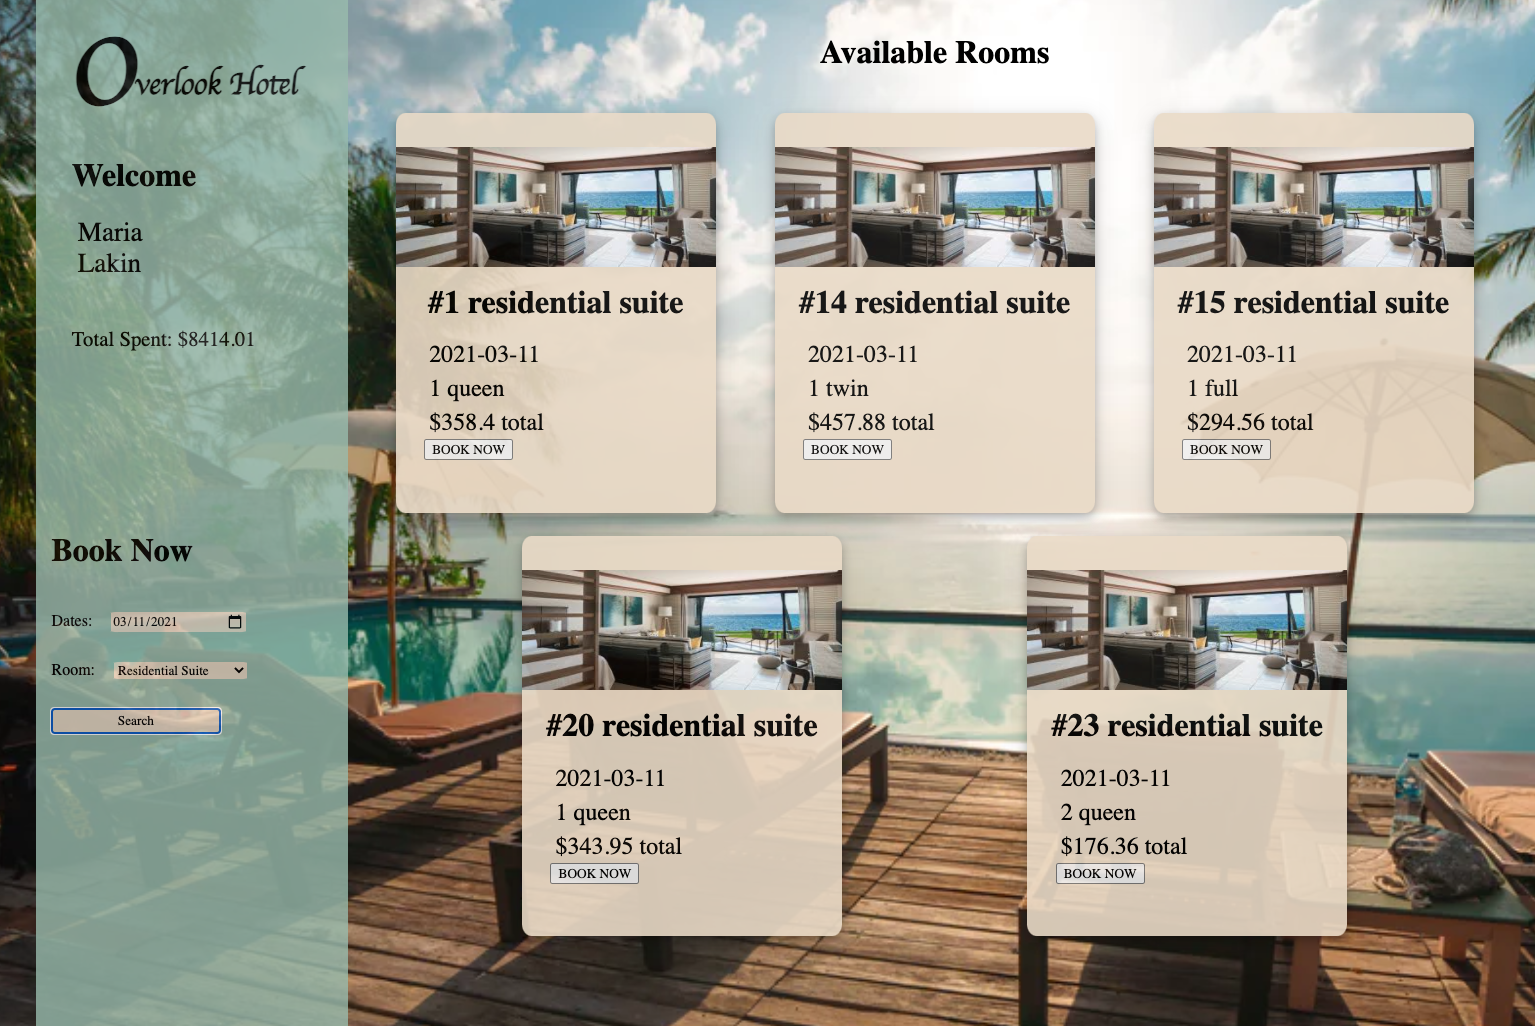 Overlook Hotel
Welcome
Maria
Lakin
Total Spent: $8414.01
Book Now
Dates: 03/11/2021
Room: Residential Suite
Search
Available Rooms
#1 residential suite
2021-03-11
1 queen
$358.4 total
BOOK NOW
#14 residential suite
2021-03-11
1 twin
$457.88 total
BOOK NOW
#15 residential suite
2021-03-11
1 full
$294.56 total
BOOK NOW
#20 residential suite
2021-03-11
1 queen
$343.95 total
BOOK NOW
#23 residential suite
2021-03-11
2 queen
$176.36 total
BOOK NOW